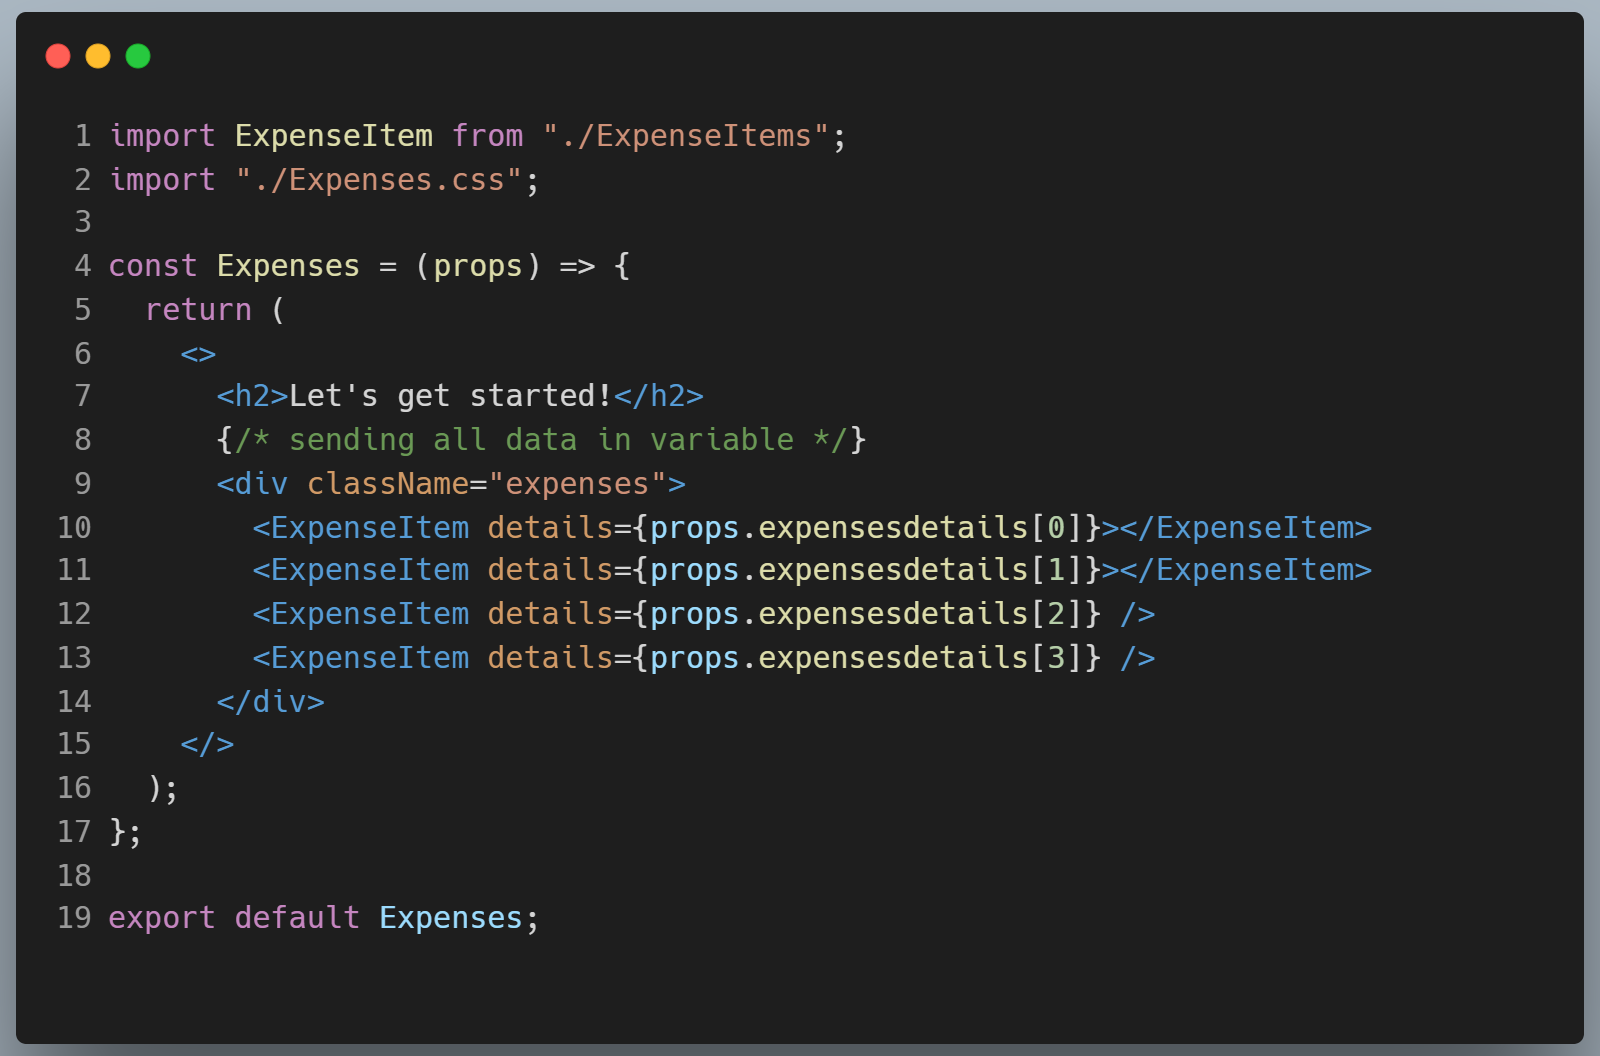 1 import ExpenseItem from "./ExpenseItems";
2 import "./Expenses.css";
3
4 const Expenses = (props) => {
5   return (
6     <>
7       <h2>Let's get started!</h2>
8       {/* sending all data in variable */}
9       <div className="expenses">
10         <ExpenseItem details={props.expensesdetails[0]}></ExpenseItem>
11         <ExpenseItem details={props.expensesdetails[1]}></ExpenseItem>
12         <ExpenseItem details={props.expensesdetails[2]} />
13         <ExpenseItem details={props.expensesdetails[3]} />
14       </div>
15     </>
16   );
17 };
18
19 export default Expenses;